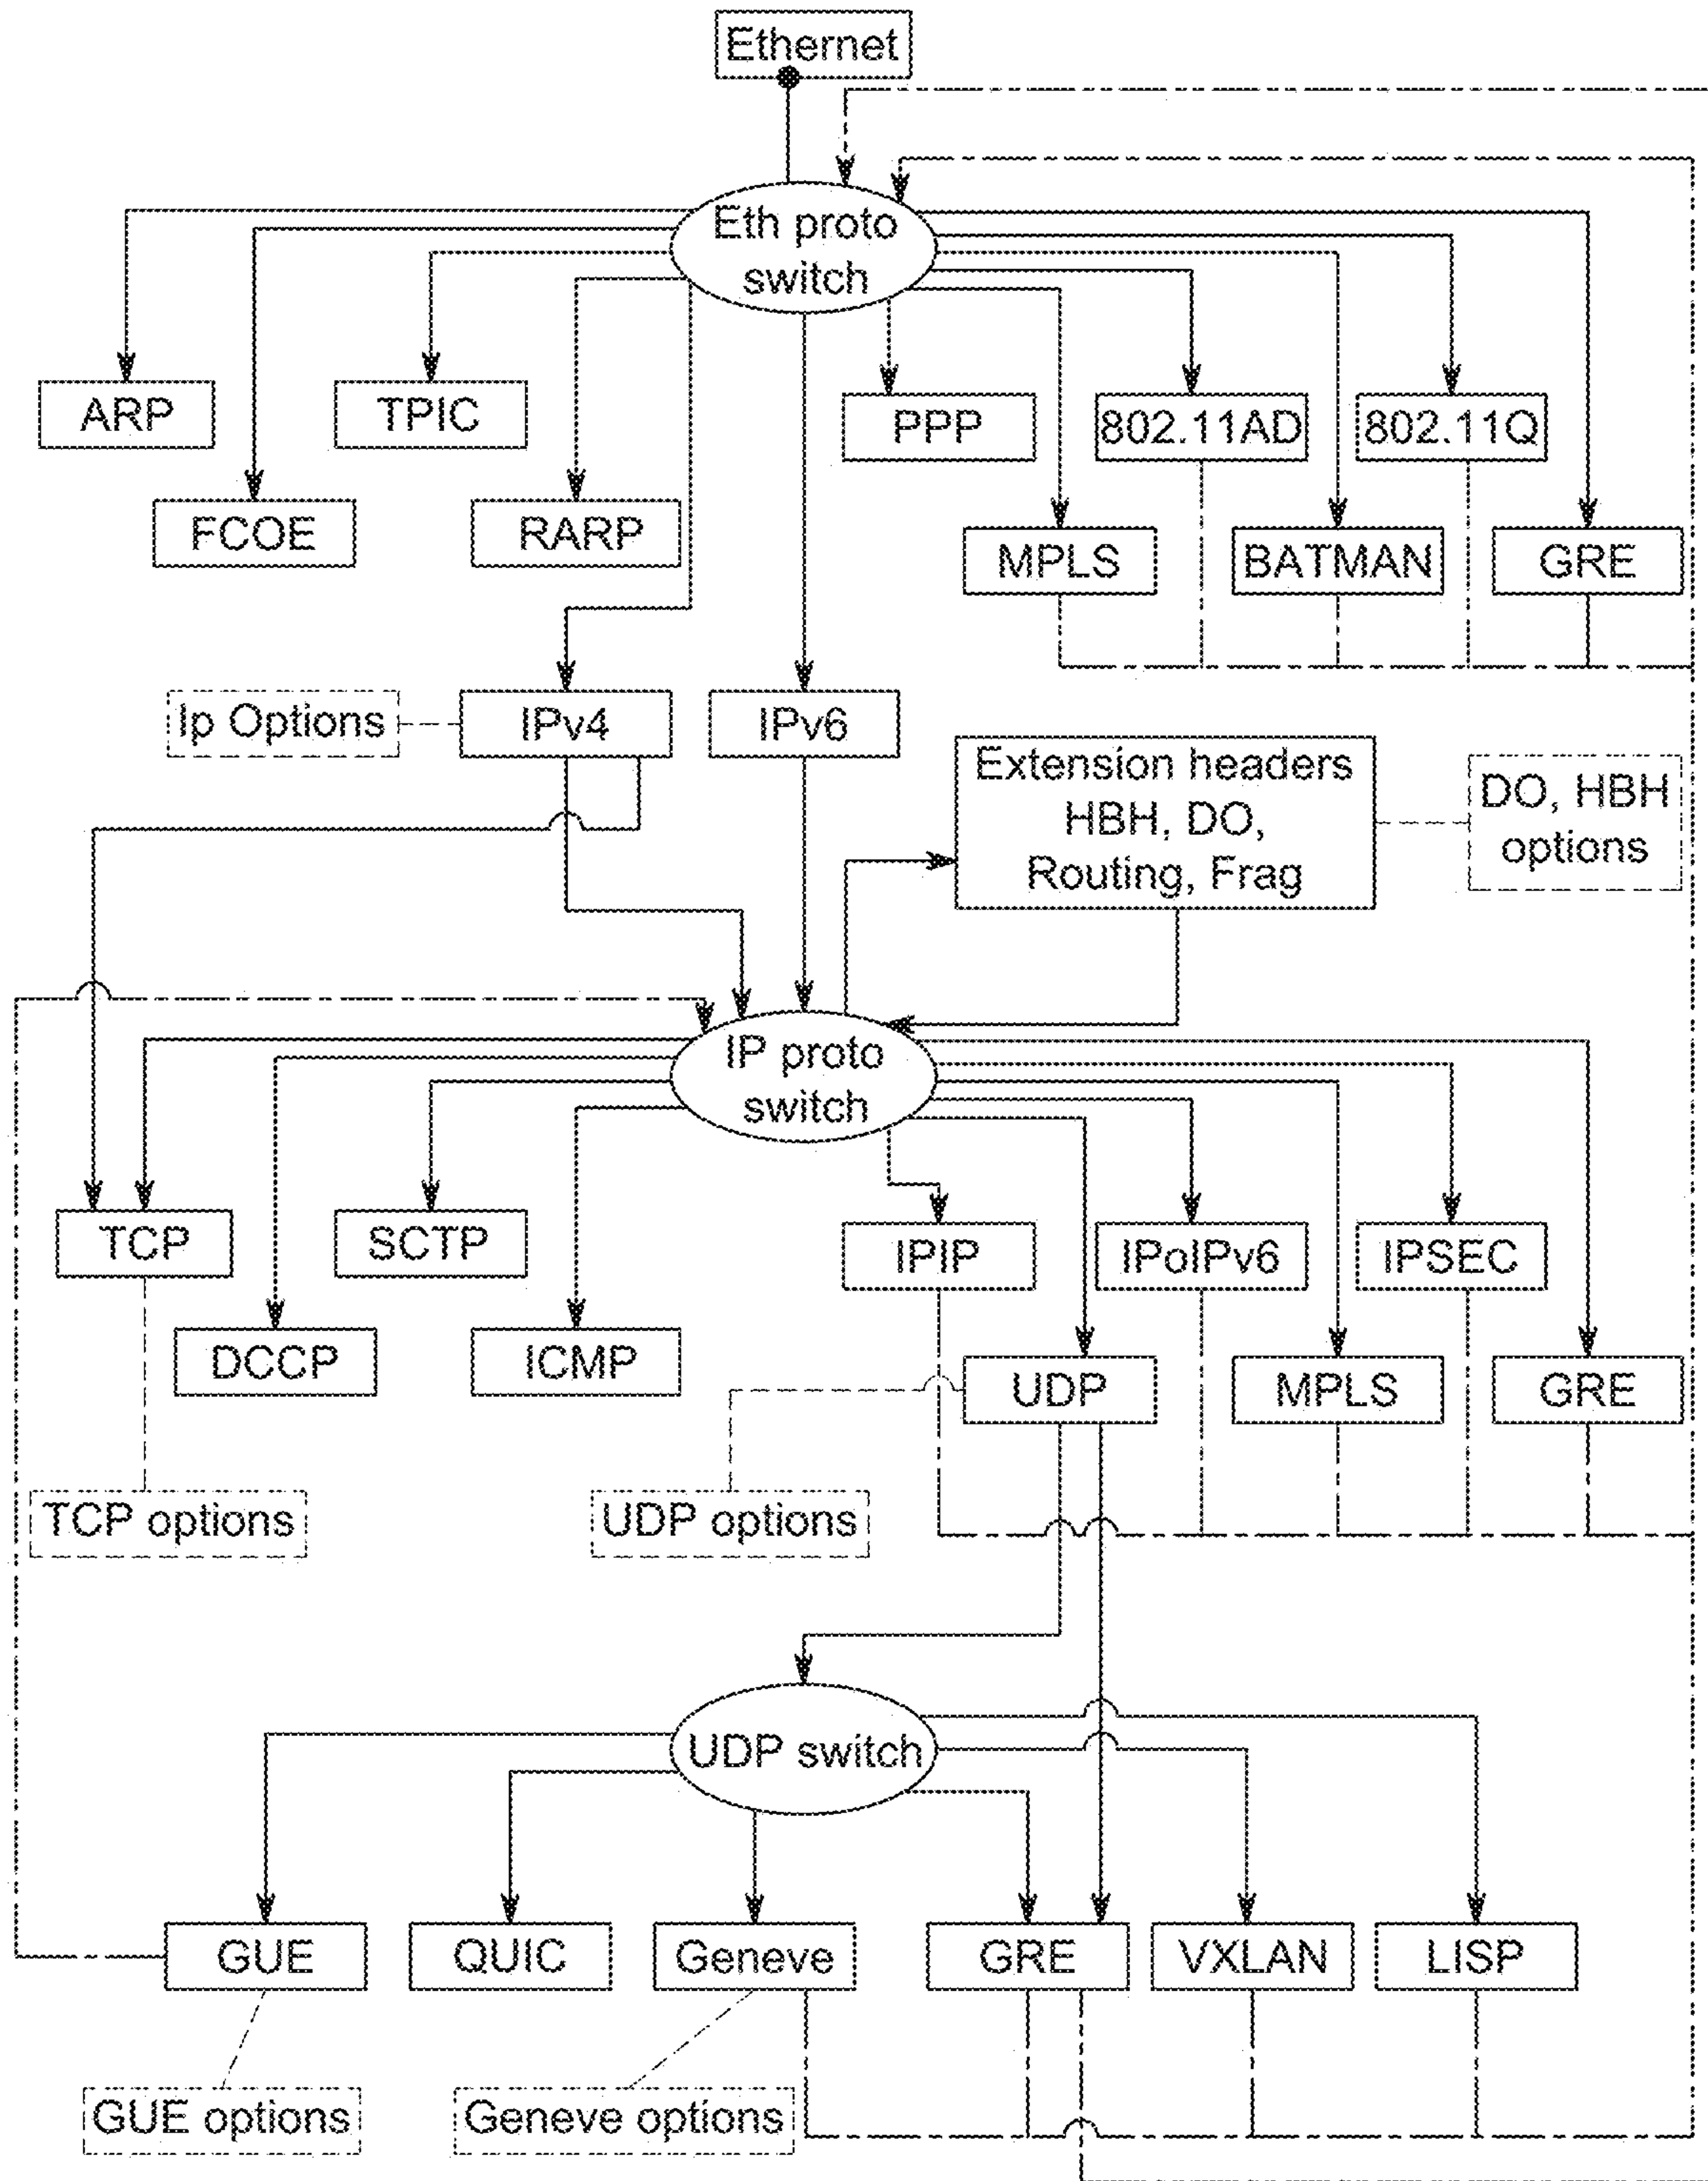 Ethernet
Eth proto
switch
ARP
TPIC
PPP
802.11AD
802.11Q
FCOE
RARP
MPLS
BATMAN
GRE
Ip Options
IPv4
IPv6
Extension headers
HBH, DO,
Routing, Frag
DO, HBH
options
IP proto
switch
TCP
SCTP
IPIP
IPoIPv6
IPSEC
DCCP
ICMP
UDP
MPLS
GRE
TCP options
UDP options
UDP switch
GUE
QUIC
Geneve
GRE
VXLAN
LISP
GUE options
Geneve options